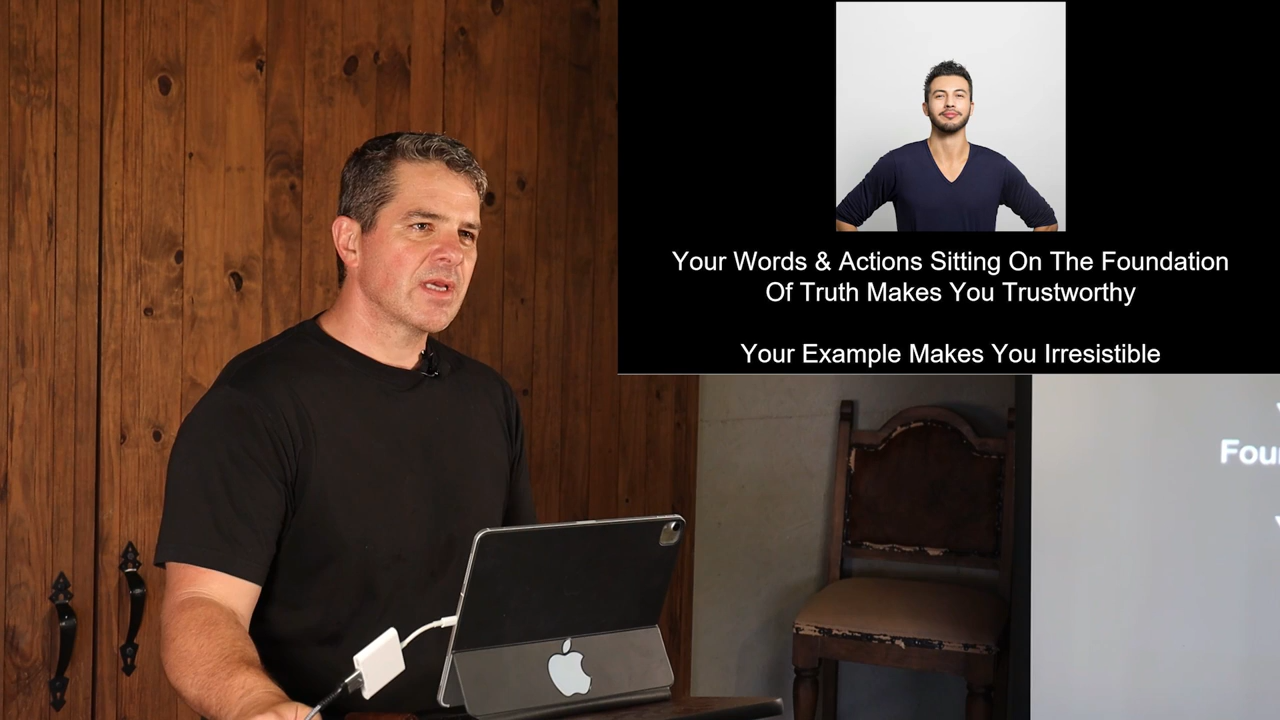 Your Words & Actions Sitting On The Foundation
Of Truth Makes You Trustworthy
Your Example Makes You Irresistible